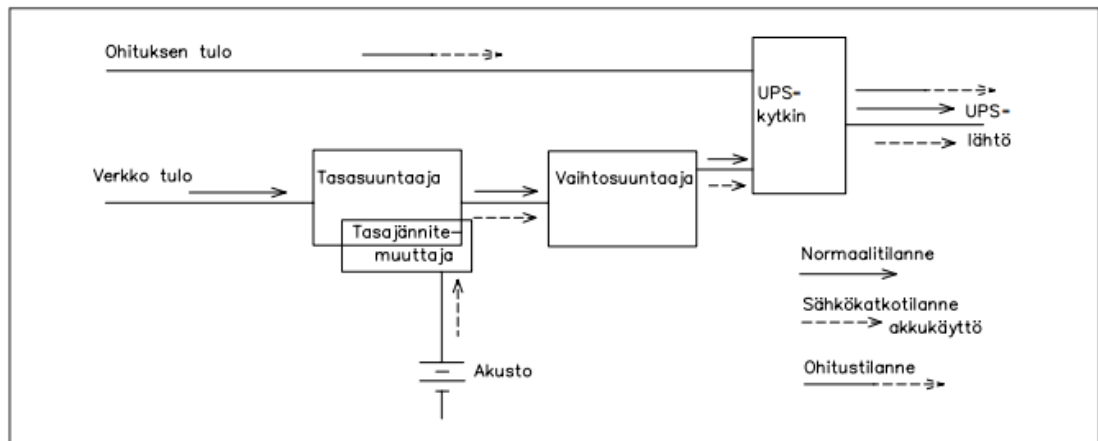 Ohituksen tulo
UPS-
kytkin
UPS-
lähtö
Verkko tulo
Tasasuuntaaja
Vaihtosuuntaaja
Tasajännite-
muuttaja
Akusto
Normaalitilanne
Sähkökatkotilanne
akkukäyttö
Ohitustilanne